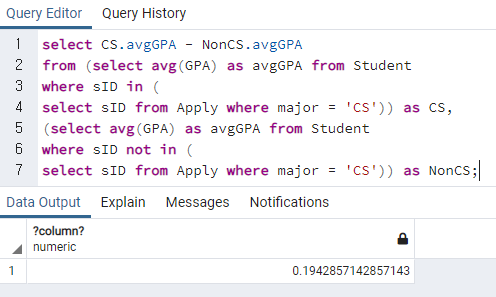 Query Editor Query History
1 select CS.avgGPA - NonCS.avgGPA
2 from (select avg(GPA) as avgGPA from Student
3 where sID in (
4 select sID from Apply where major = 'CS')) as CS,
5 (select avg(GPA) as avgGPA from Student
6 where sID not in (
7 select sID from Apply where major = 'CS')) as NonCS;
Data Output Explain Messages Notifications
?column?
numeric
1 0.1942857142857143